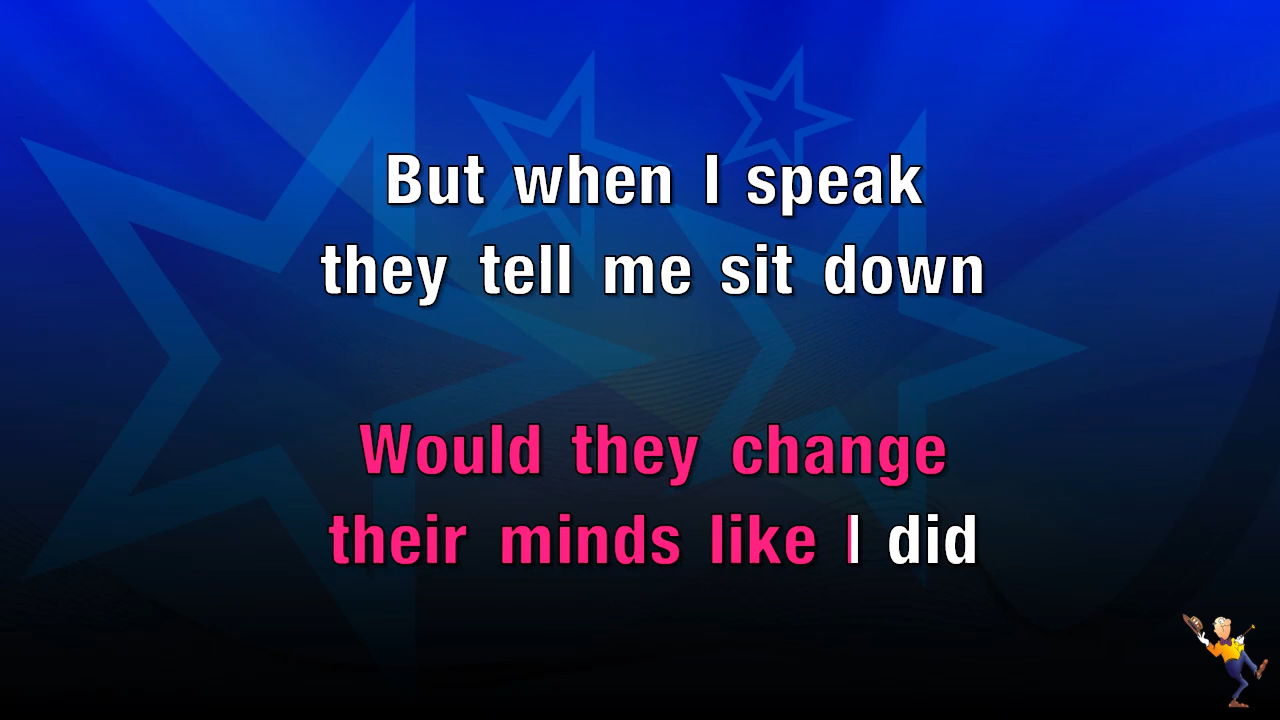 But when I speak
they tell me sit down
Would they change
their minds like I did